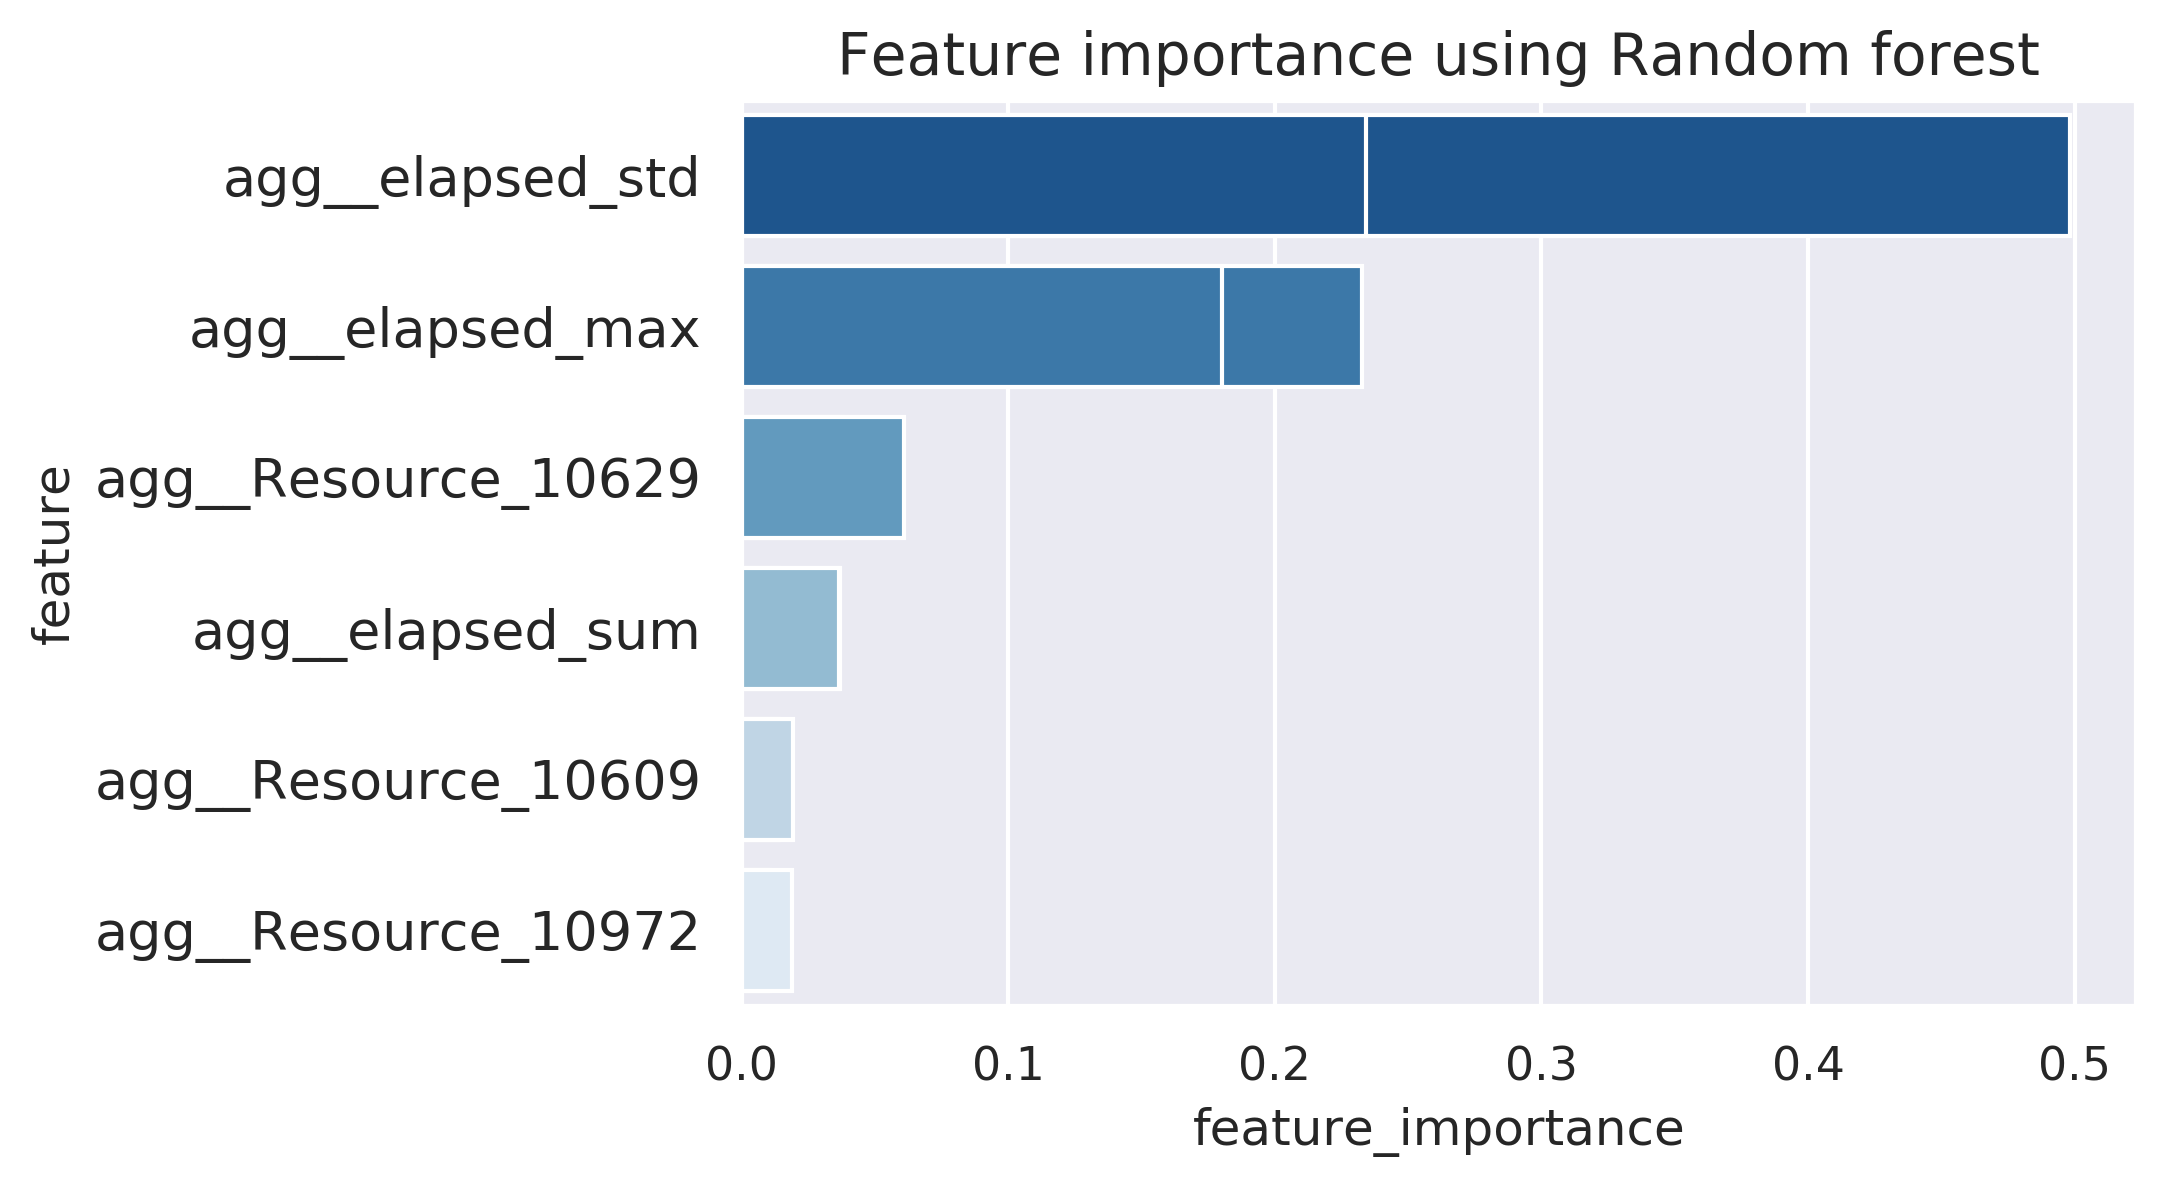 Feature importance using Random forest
feature
agg__elapsed_std
agg__elapsed_max
agg__Resource_10629
agg__elapsed_sum
agg__Resource_10609
agg__Resource_10972
0.0 0.1 0.2 0.3 0.4 0.5
feature_importance